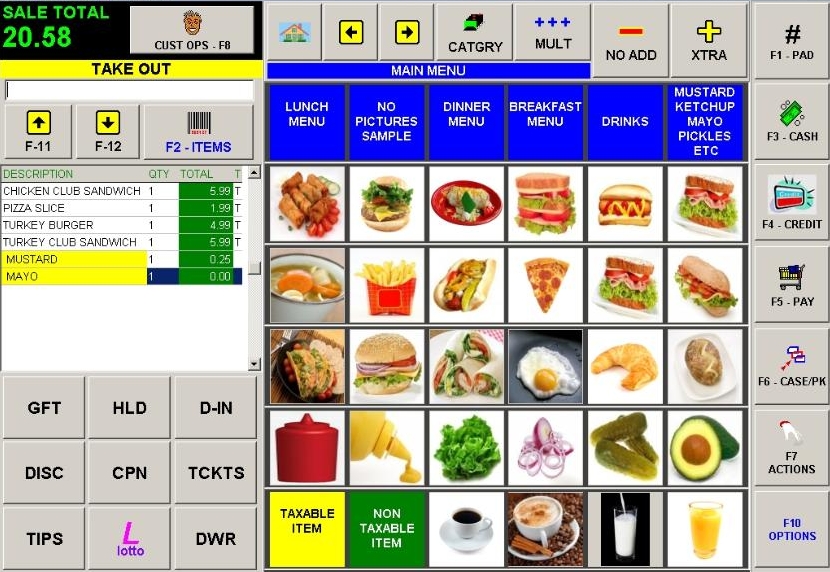 SALE TOTAL
20.58
CUST OPS - F8
TAKE OUT
F-11
F-12
F2 - ITEMS
DESCRIPTION QTY TOTAL T
CHICKEN CLUB SANDWICH 1 5.99 T
PIZZA SLICE 1 1.99 T
TURKEY BURGER 1 4.99 T
TURKEY CLUB SANDWICH 1 5.99 T
MUSTARD 1 0.25
MAYO 1 0.00
GFT HLD D-IN
DISC CPN TCKTS
TIPS L lotto DWR
CATGRY
+++
MULT
NO ADD
XTRA
MAIN MENU
LUNCH
MENU
NO
PICTURES
SAMPLE
DINNER
MENU
BREAKFAST
MENU
DRINKS
MUSTARD
KETCHUP
MAYO
PICKLES
ETC
TAXABLE
ITEM
NON
TAXABLE
ITEM
#
F1 - PAD
F3 - CASH
Credit
F4 - CREDIT
F5 - PAY
F6 - CASE/PK
F7
ACTIONS
F10
OPTIONS